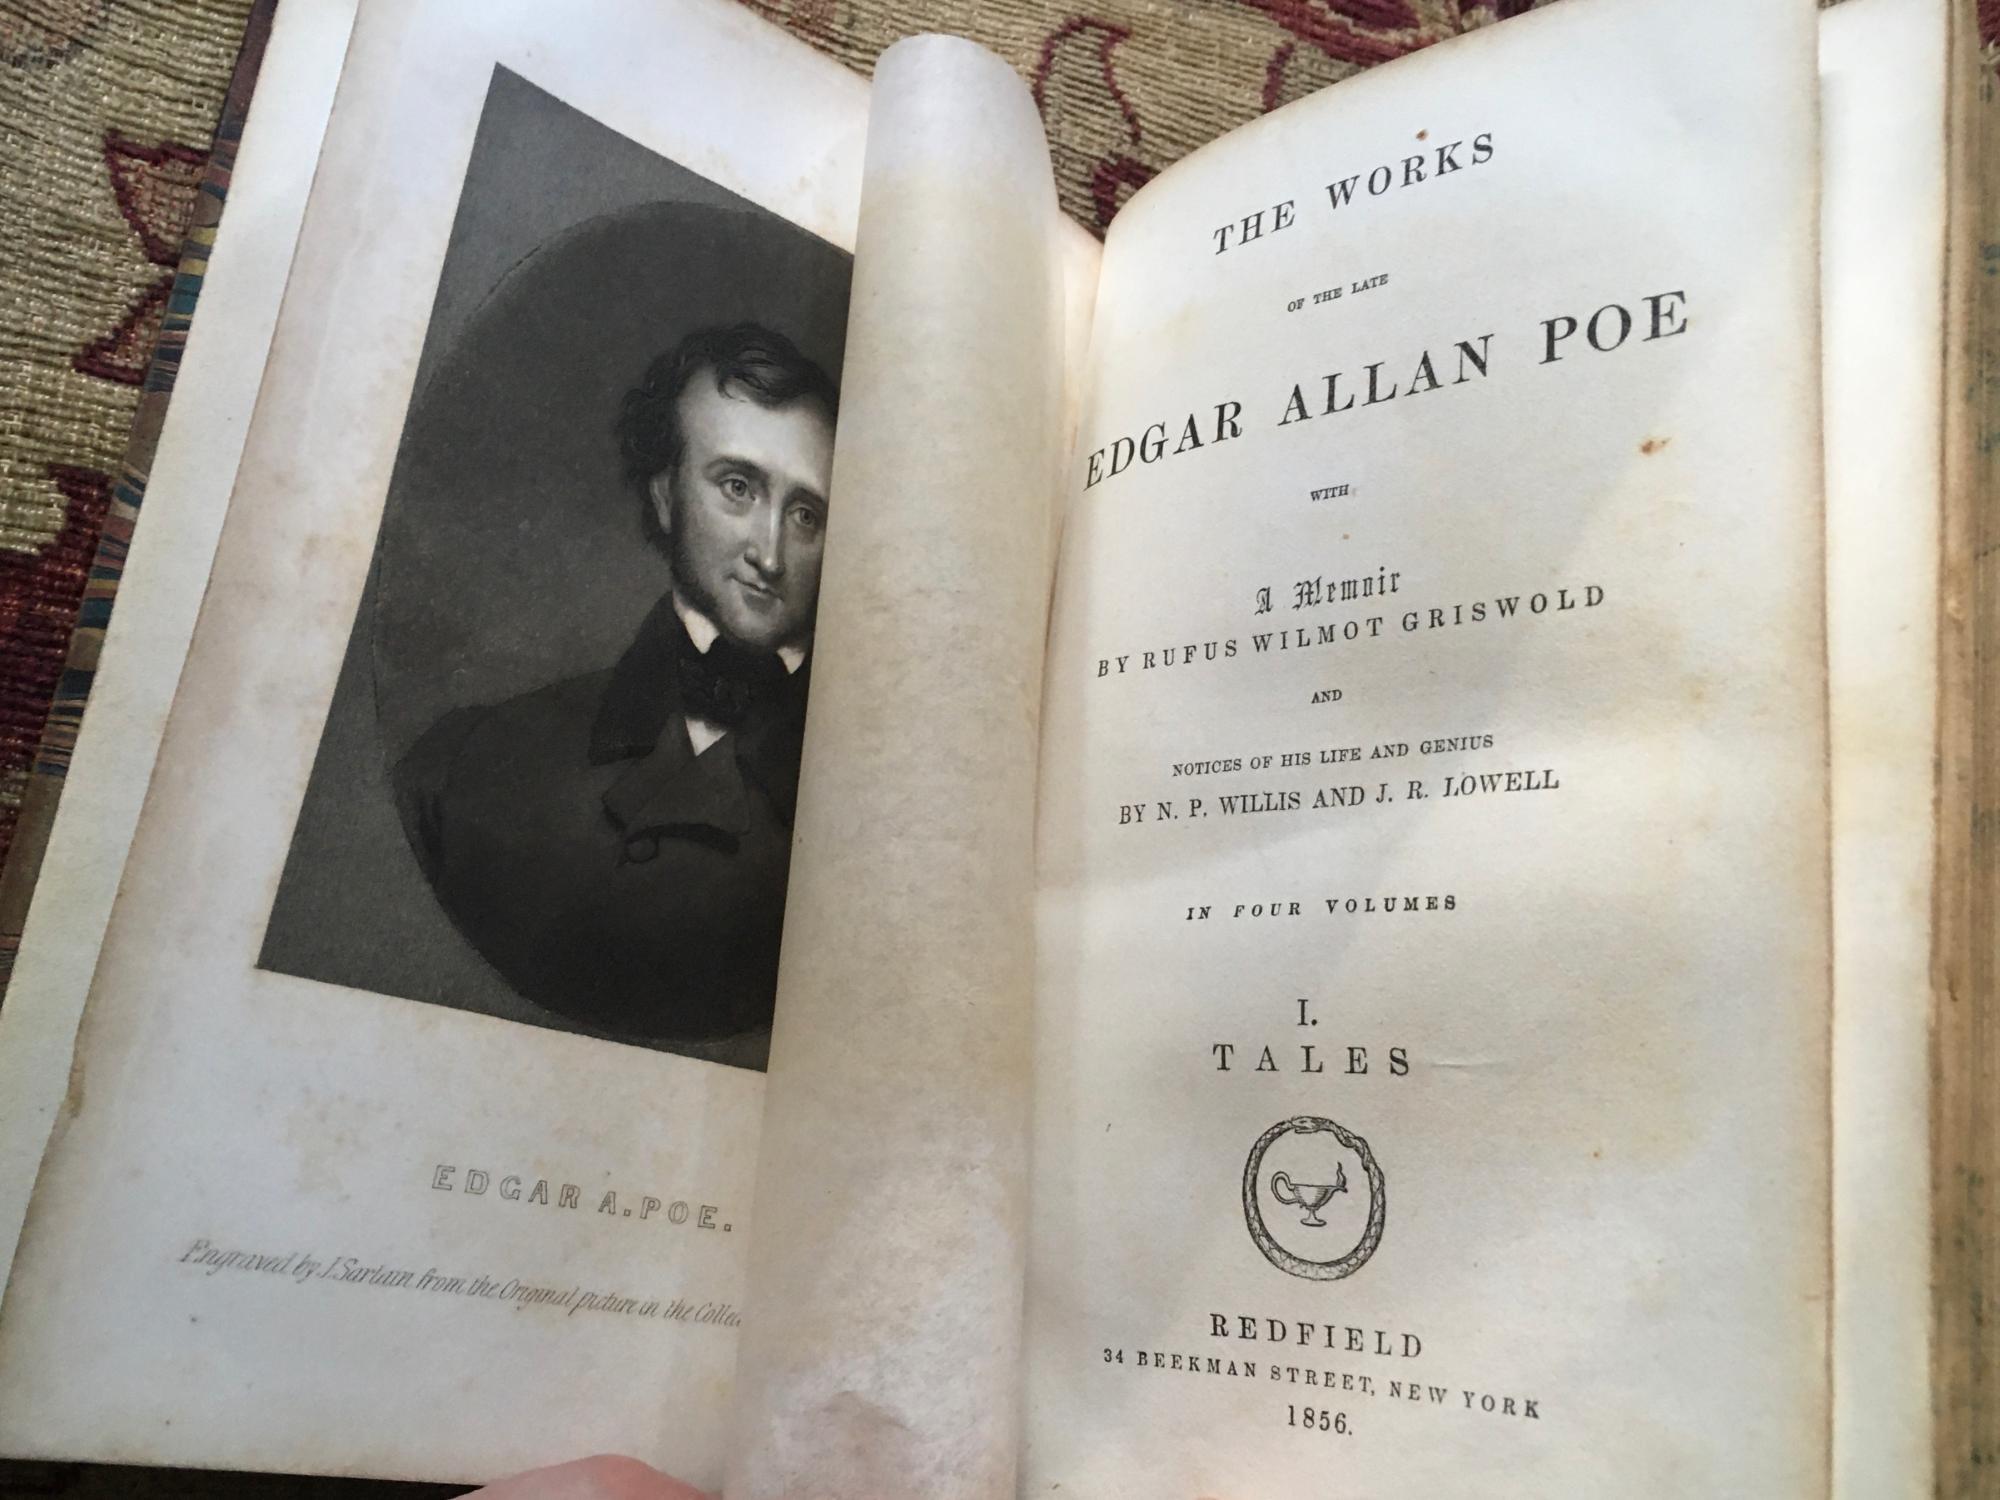 EDGAR A. POE.
Engraved by J. Sartain from the Original picture in the
THE WORKS
OF THE LATE
EDGAR ALLAN POE
WITH
A Memoir
BY RUFUS WILMOT GRISWOLD
AND
NOTICES OF HIS LIFE AND GENIUS
BY N. P. WILLIS AND J. R. LOWELL
IN FOUR VOLUMES
I.
TALES
REDFIELD
34 BEEKMAN STREET, NEW YORK
1856.